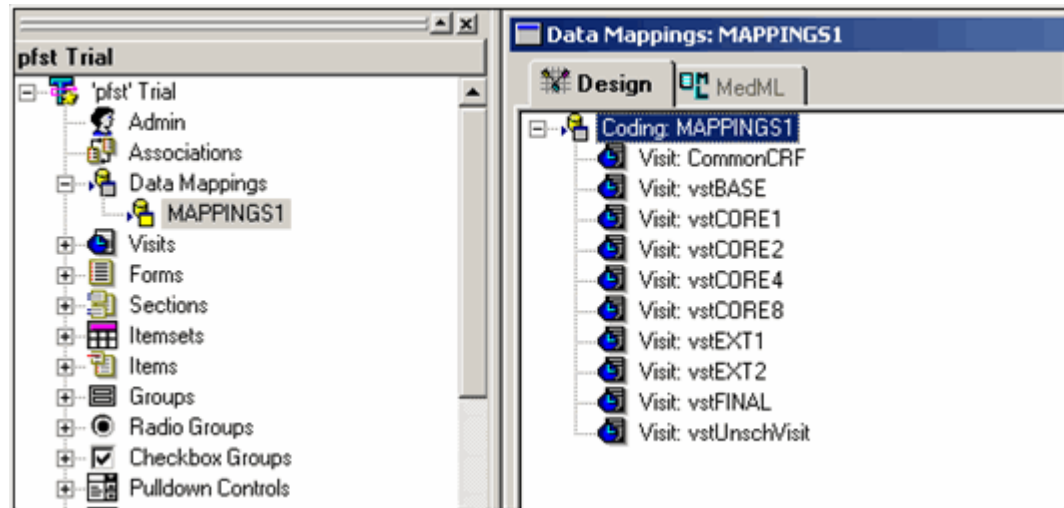 pfst Trial
'pfst' Trial
Admin
Associations
Data Mappings
MAPPINGS1
Visits
Forms
Sections
Itemsets
Items
Groups
Radio Groups
Checkbox Groups
Pulldown Controls
Data Mappings: MAPPINGS1
Design
MedML
Coding: MAPPINGS1
Visit: CommonCRF
Visit: vstBASE
Visit: vstCORE1
Visit: vstCORE2
Visit: vstCORE4
Visit: vstCORE8
Visit: vstEXT1
Visit: vstEXT2
Visit: vstFINAL
Visit: vstUnschVisit